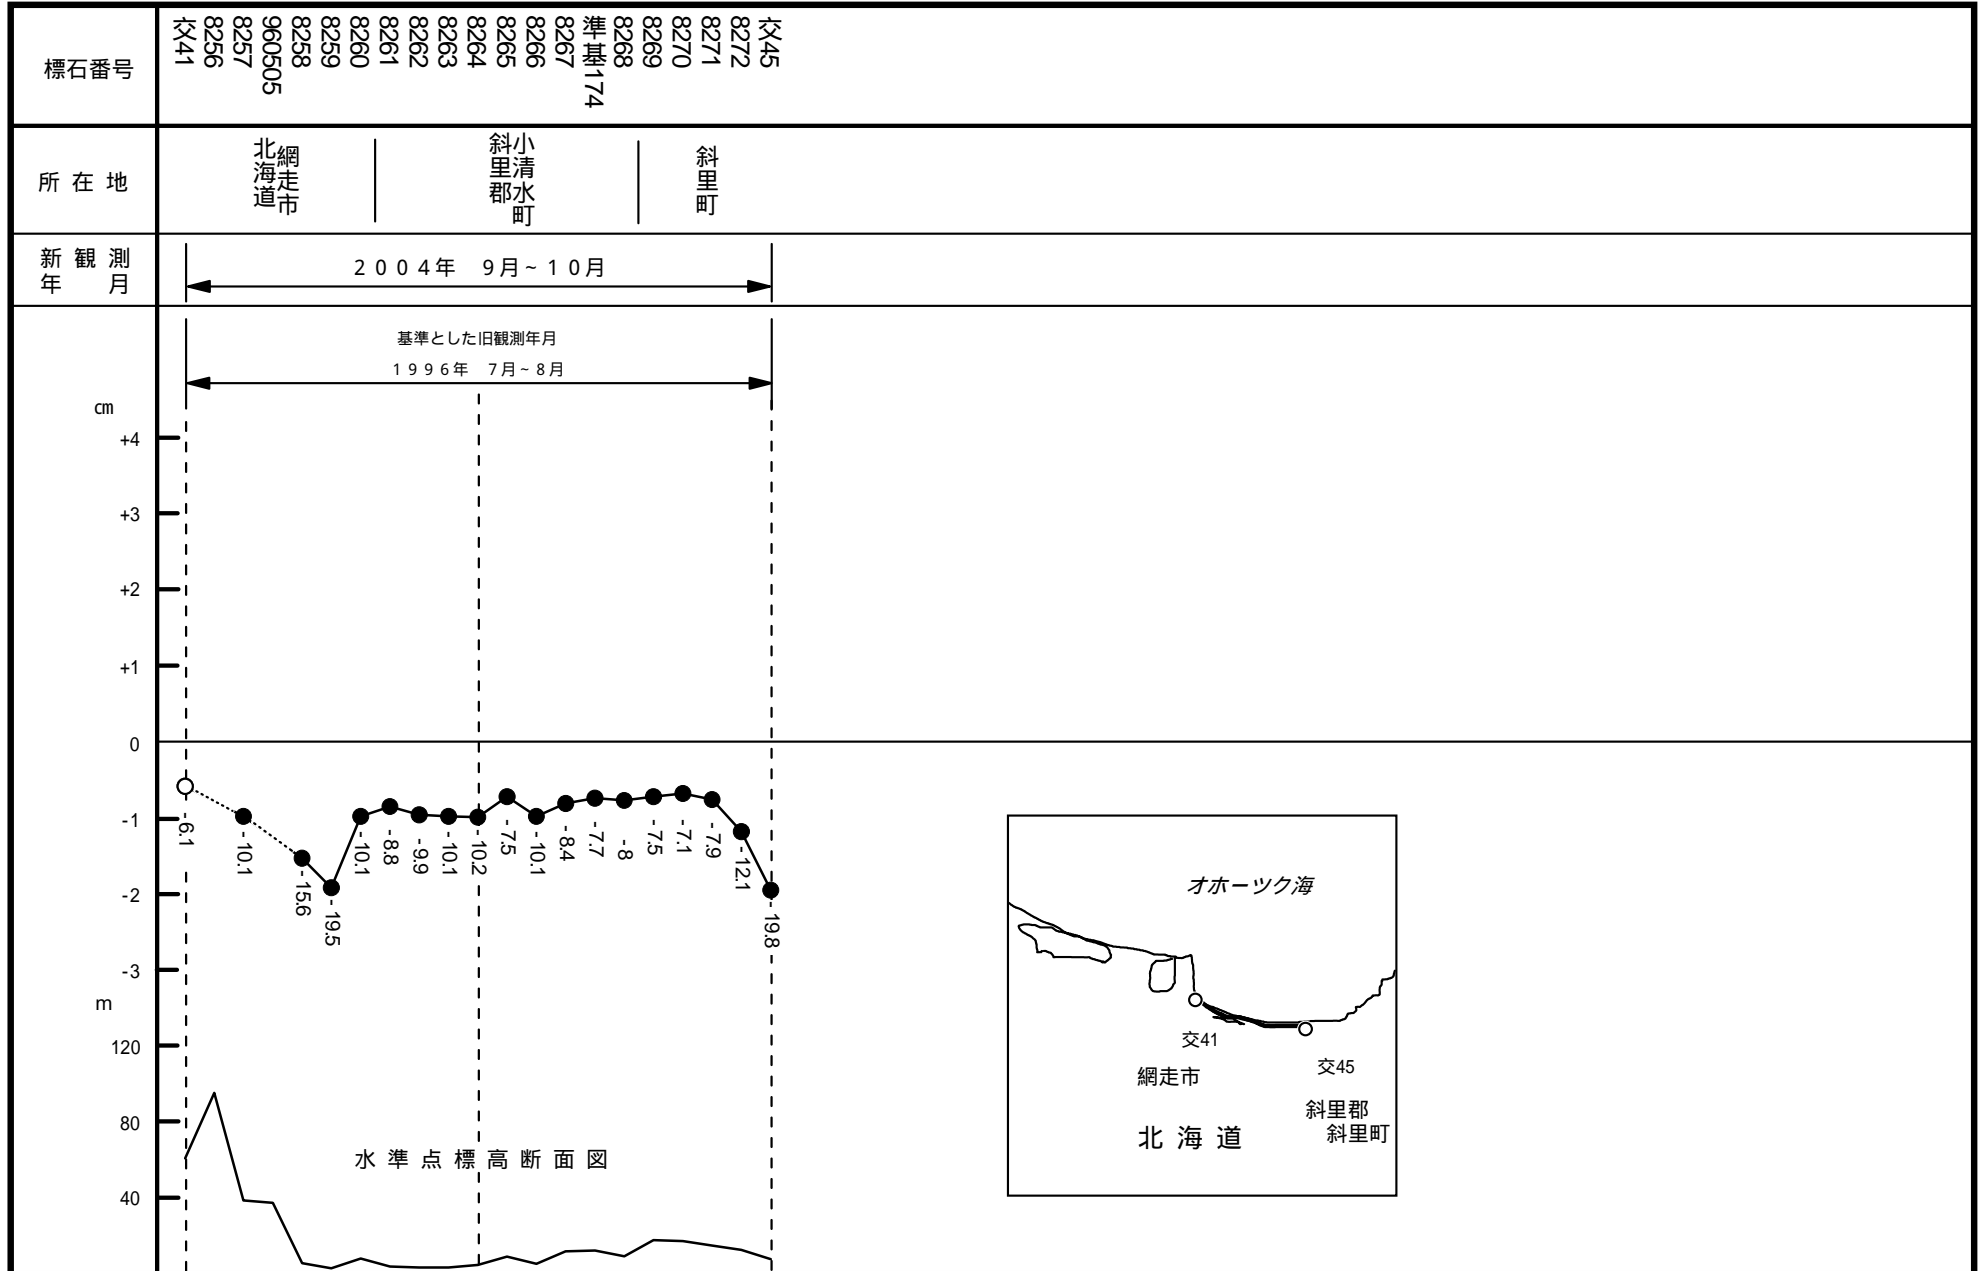 標石番号
交41
8256
8257
960505
8258
8259
8260
8261
8262
8263
8264
8265
8266
8267
準基174
8268
8269
8270
8271
8272
交45
所在地
北海道
網走市
斜里郡
小清水町
斜里町
新観測
年 月
2004年 9月~10月
基準とした旧観測年月
1996年 7月~8月
cm
+4
+3
+2
+1
0
-1
-2
-3
-6.1
-10.1
-15.6
-19.5
-10.1
-8.8
-9.9
-10.1
-10.2
-7.5
-10.1
-8.4
-7.7
-8
-7.5
-7.1
-7.9
-12.1
-19.8
m
120
80
40
水準点標高断面図
オホーツク海
交41
交45
網走市
斜里郡
斜里町
北海道